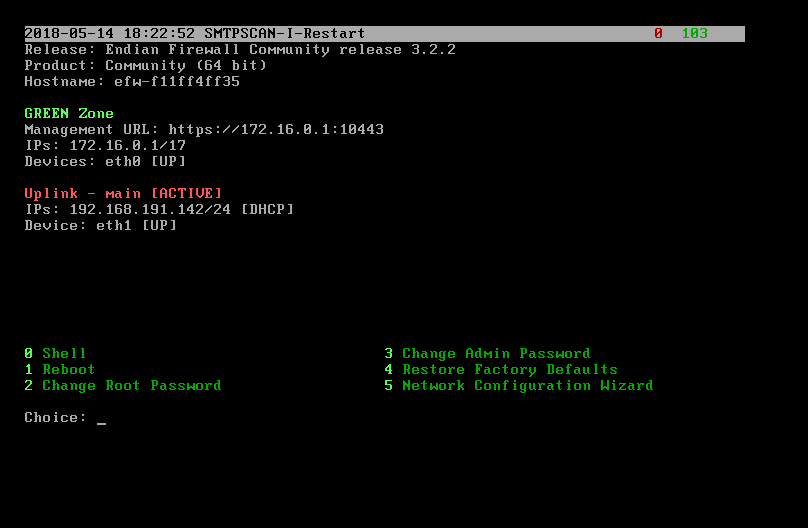 2018-05-14 18:22:52 SMTPSCAN-I-Restart 0 103
Release: Endian Firewall Community release 3.2.2
Product: Community (64 bit)
Hostname: efw-f11ff4ff35
GREEN Zone
Management URL: https://172.16.0.1:10443
IPs: 172.16.0.1/17
Devices: eth0 [UP]
Uplink - main [ACTIVE]
IPs: 192.168.191.142/24 [DHCP]
Device: eth1 [UP]
0 Shell 3 Change Admin Password
1 Reboot 4 Restore Factory Defaults
2 Change Root Password 5 Network Configuration Wizard
Choice: _